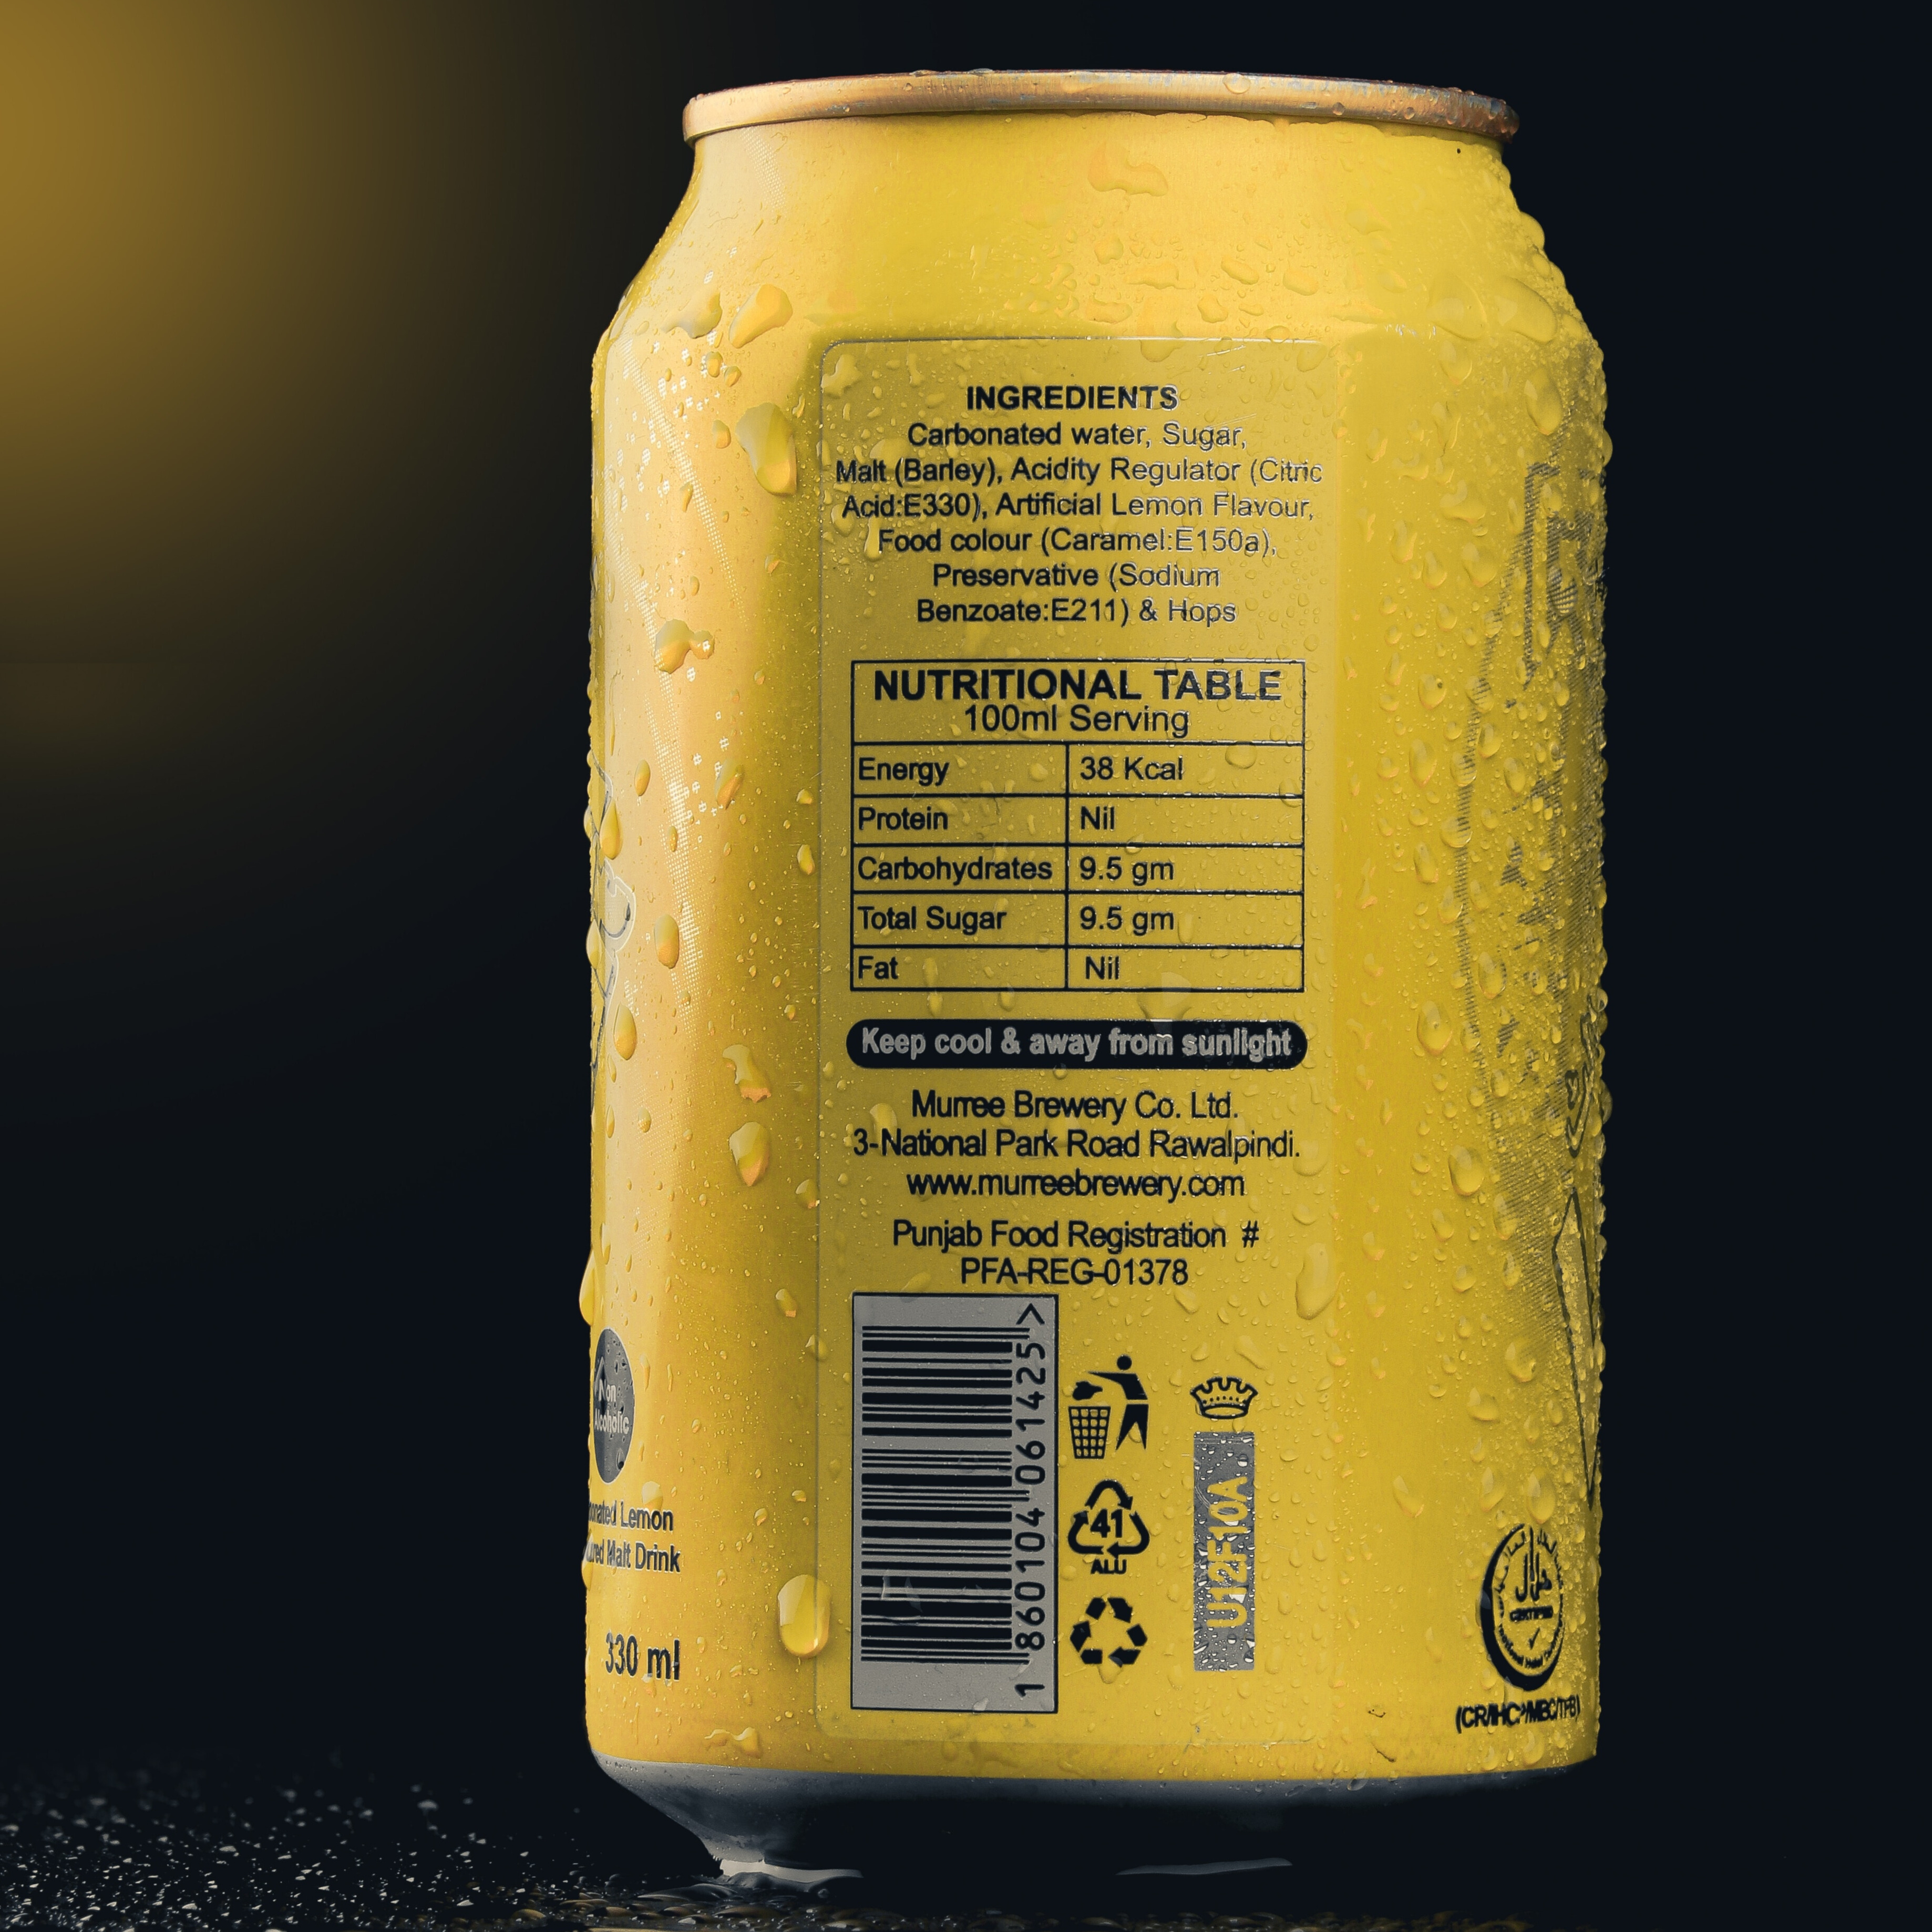 INGREDIENTS
Carbonated water, Sugar,
Malt (Barley), Acidity Regulator (Citric
Acid:E330), Artificial Lemon Flavour,
Food colour (Caramel:E150a),
Preservative (Sodium
Benzoate:E211) & Hops
NUTRITIONAL TABLE
100ml Serving
Energy 38 Kcal
Protein Nil
Carbohydrates 9.5 gm
Total Sugar 9.5 gm
Fat Nil
Keep cool & away from sunlight
Murree Brewery Co. Ltd.
3-National Park Road Rawalpindi.
www.murreebrewery.com
Punjab Food Registration #
PFA-REG-01378
1 860104 061425 >
41
ALU
U12F10A
Non
Alcoholic
Lemon
Malt Drink
330 ml
حلال
CERTIFIED